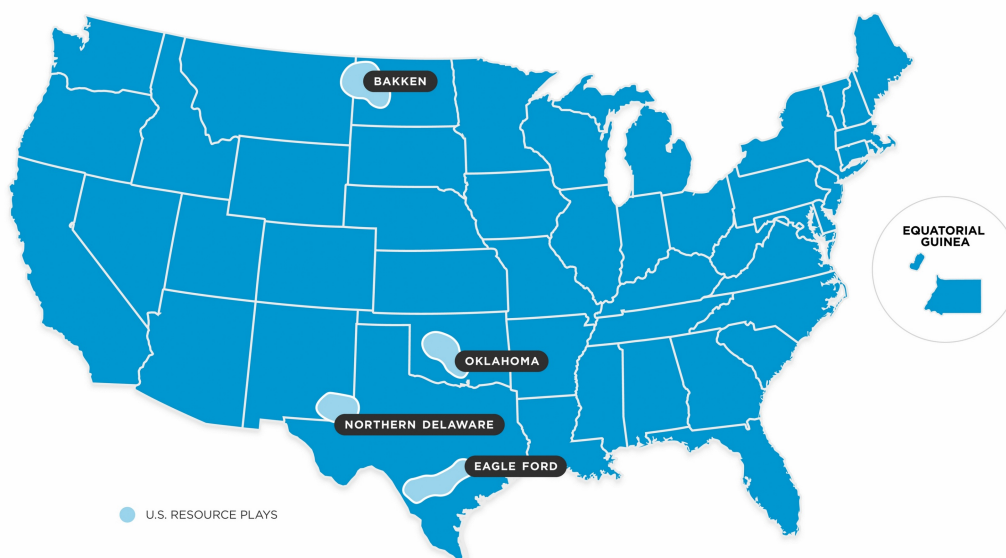 BAKKEN
EQUATORIAL
GUINEA
OKLAHOMA
NORTHERN DELAWARE
EAGLE FORD
U.S. RESOURCE PLAYS